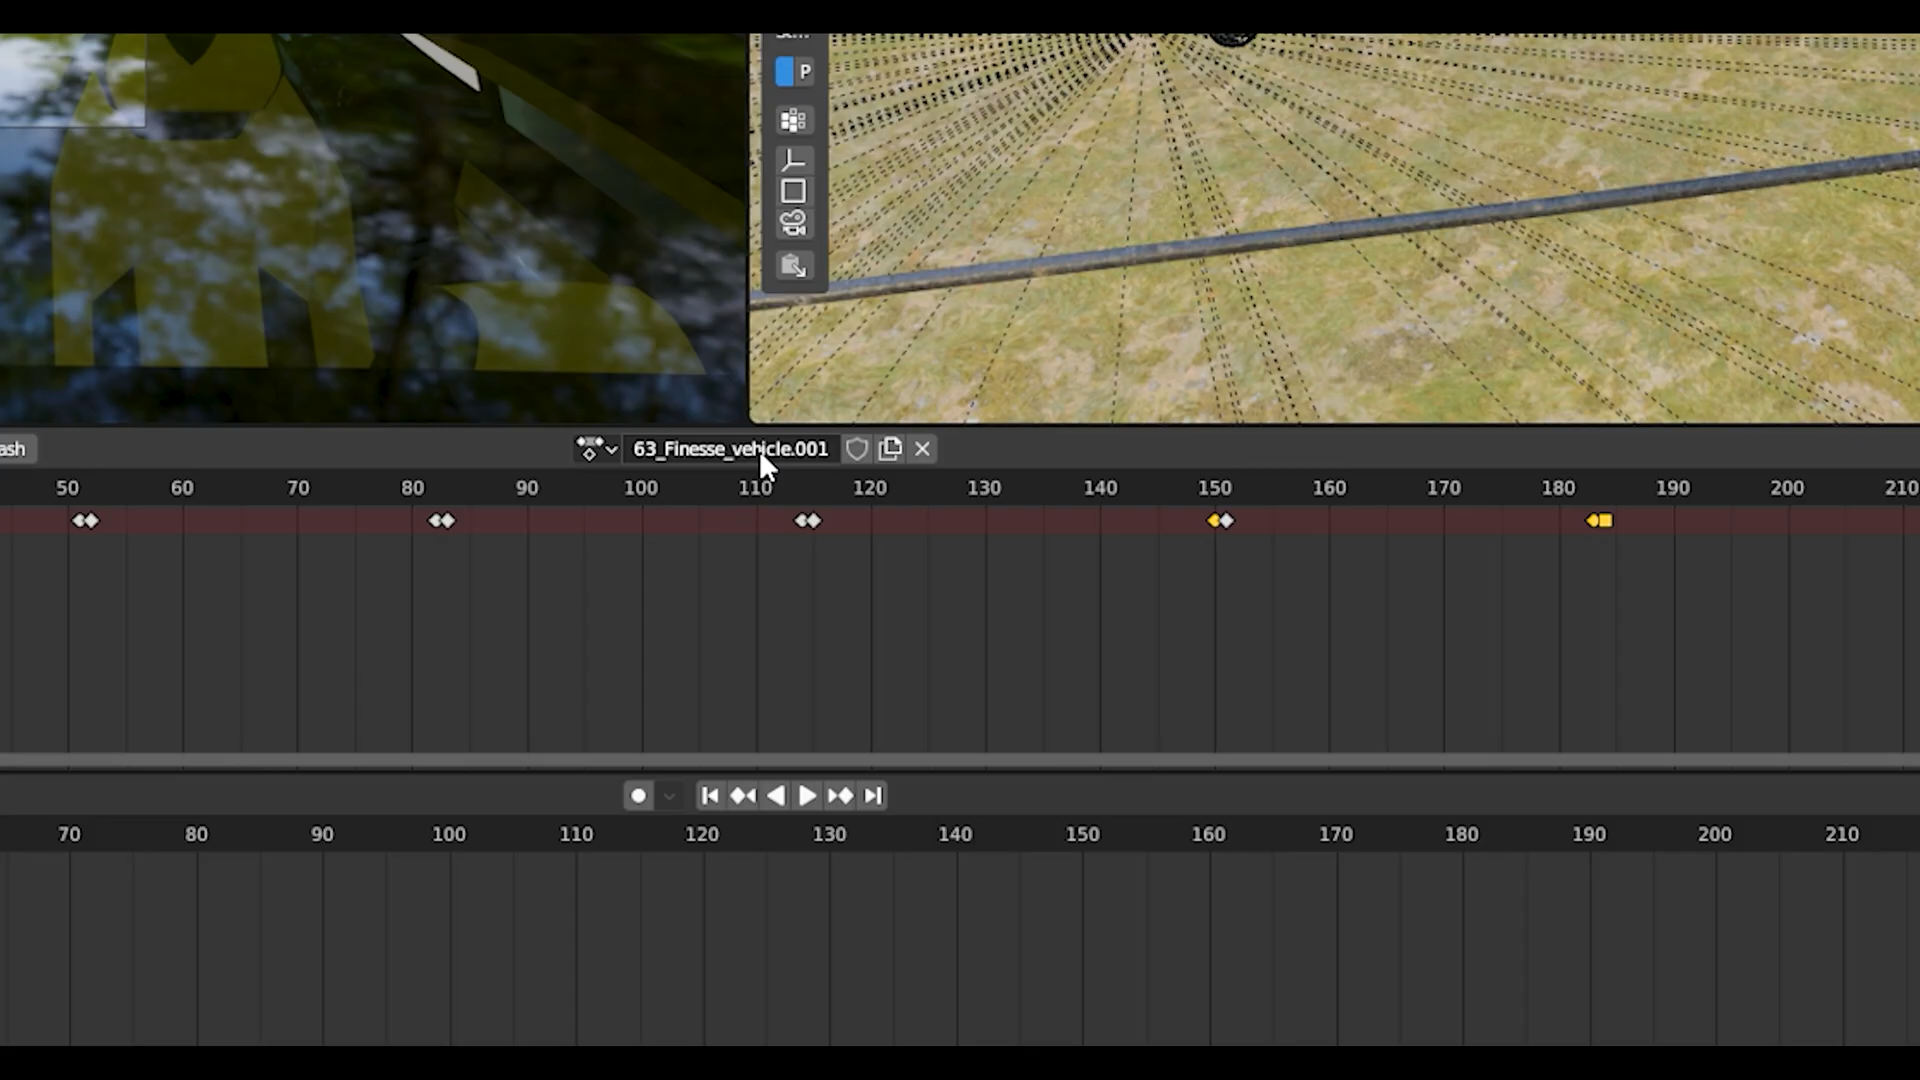 P
ash
63_Finesse_vehicle.001
50 60 70 80 90 100 110 120 130 140 150 160 170 180 190 200 210
70 80 90 100 110 120 130 140 150 160 170 180 190 200 210